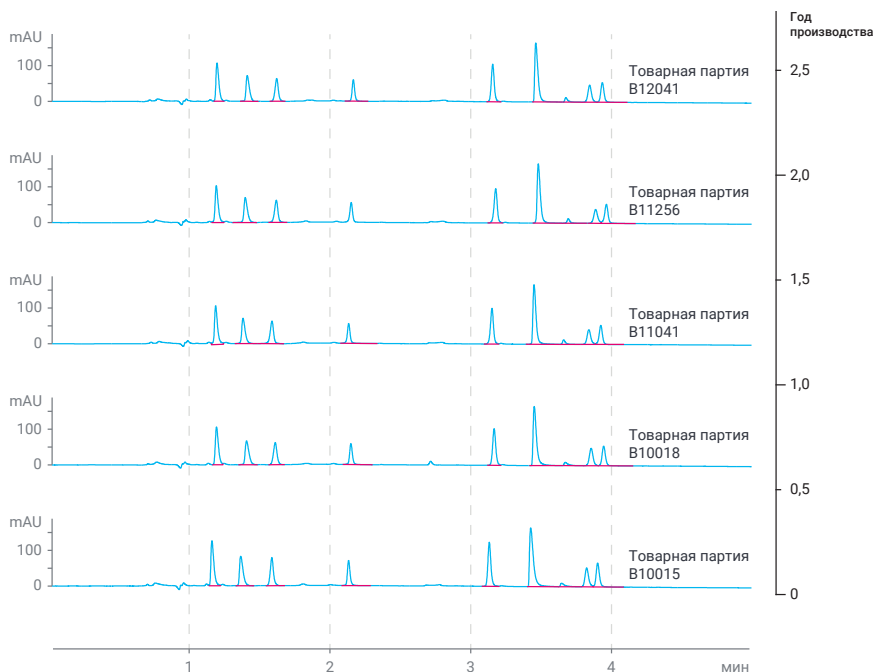 Год
производства
mAU
100
0
Товарная партия
B12041
2,5
mAU
100
0
Товарная партия
B11256
2,0
mAU
100
0
Товарная партия
B11041
1,5
mAU
100
0
Товарная партия
B10018
1,0
mAU
100
0
Товарная партия
B10015
0,5
0
1
2
3
4
мин